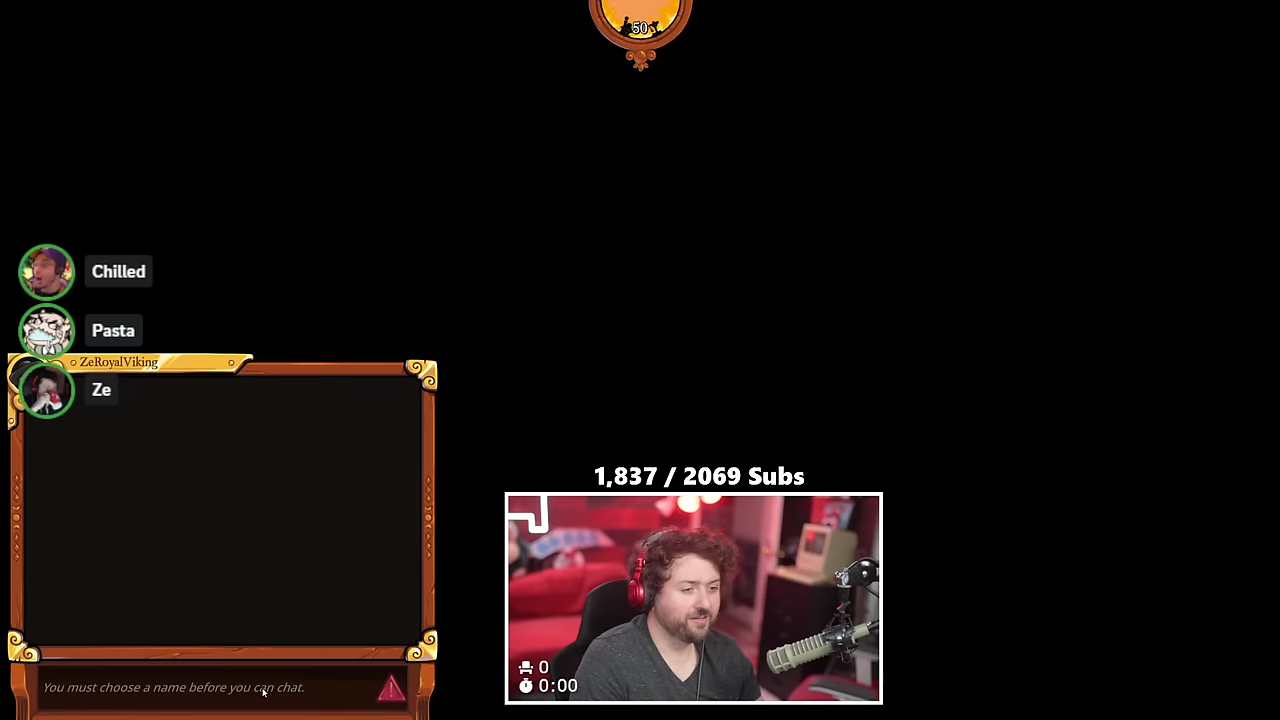 50
Chilled
Pasta
ZeRoyalViking
Ze
1,837 / 2069 Subs
0
0:00
You must choose a name before you can chat.